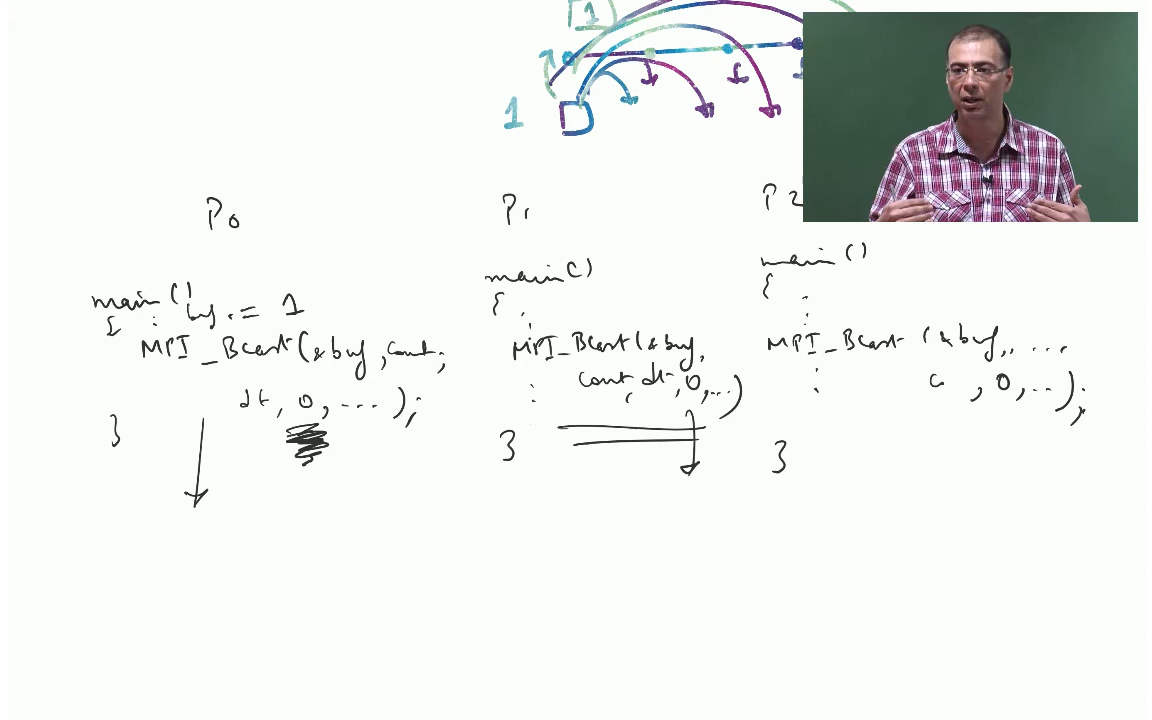 1
1
P0 P1 P2
main() main() main()
{ : buf = 1 { : { :
MPI_Bcast(&buf, count, MPI_Bcast(&buf, MPI_Bcast(&buf, ....
dt, 0, ...); count, dt, 0, ...) c , 0, ...);
} } }